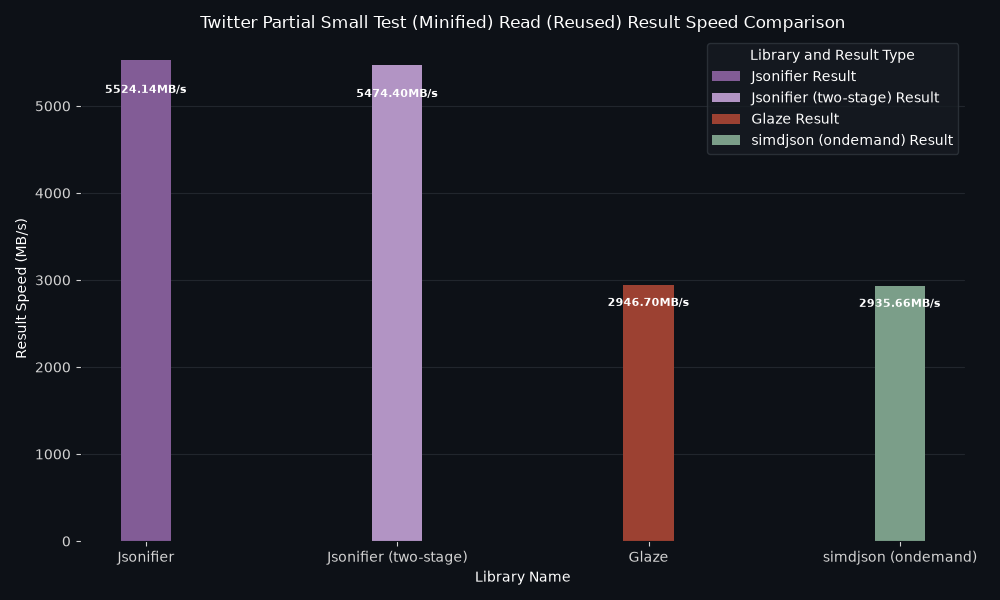 Twitter Partial Small Test (Minified) Read (Reused) Result Speed Comparison
Library and Result Type
Jsonifier Result
Jsonifier (two-stage) Result
Glaze Result
simdjson (ondemand) Result
Result Speed (MB/s)
5000
4000
3000
2000
1000
0
5524.14MB/s
5474.40MB/s
2946.70MB/s
2935.66MB/s
Jsonifier
Jsonifier (two-stage)
Glaze
simdjson (ondemand)
Library Name